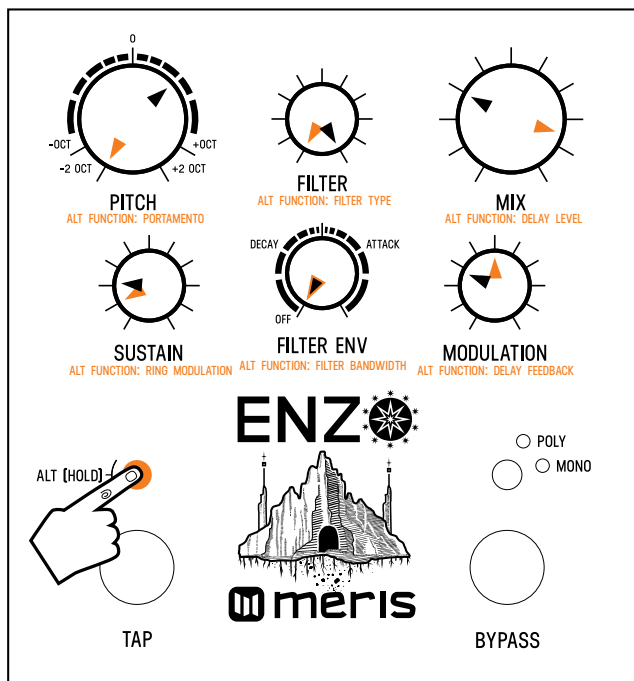 0
-OCT
+OCT
-2 OCT
+2 OCT
PITCH
ALT FUNCTION: PORTAMENTO
FILTER
ALT FUNCTION: FILTER TYPE
MIX
ALT FUNCTION: DELAY LEVEL
DECAY
ATTACK
OFF
SUSTAIN
ALT FUNCTION: RING MODULATION
FILTER ENV
ALT FUNCTION: FILTER BANDWIDTH
MODULATION
ALT FUNCTION: DELAY FEEDBACK
ENZO
POLY
MONO
ALT (HOLD)
meris
TAP
BYPASS